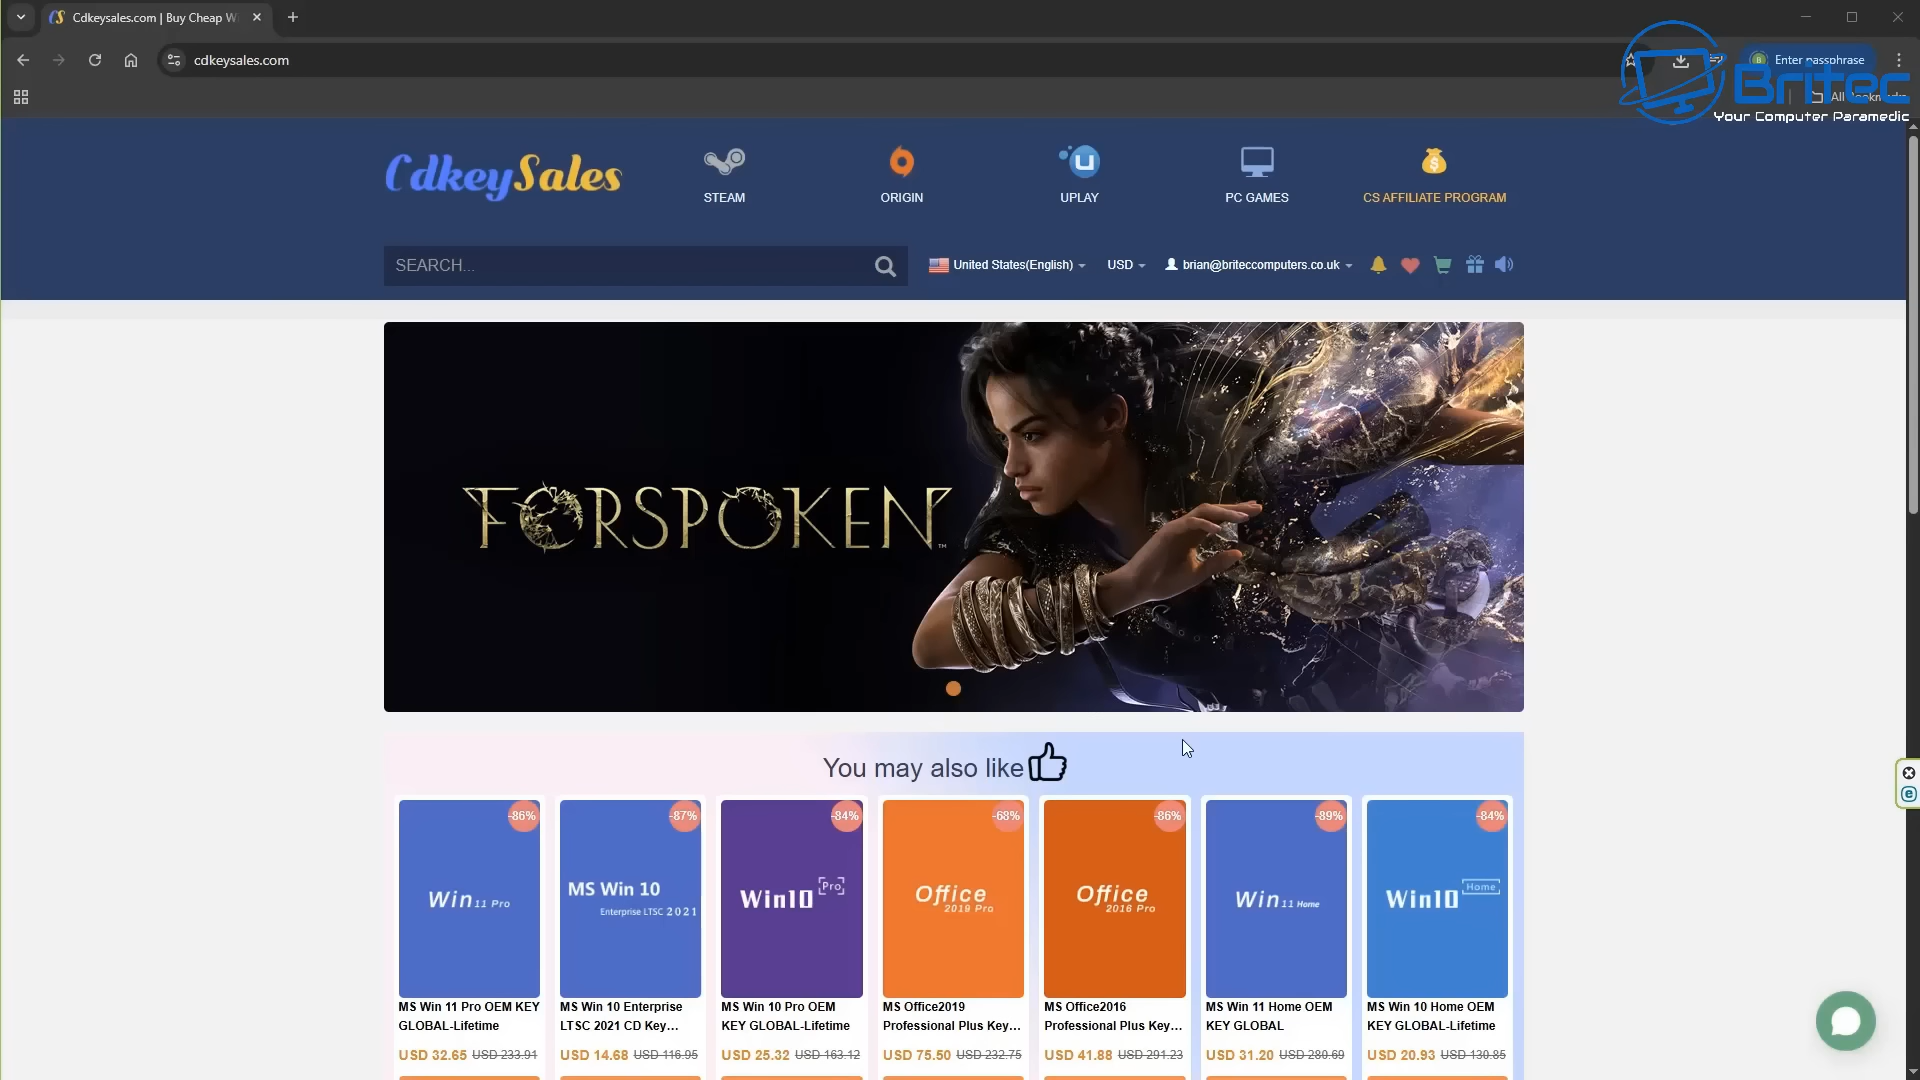 Cdkeysales.com | Buy Cheap W
cdkeysales.com
Enter passphrase
Britec
Your Computer Paramedic
CdkeySales
STEAM
ORIGIN
UPLAY
PC GAMES
CS AFFILIATE PROGRAM
SEARCH...
United States(English)
USD
brian@briteccomputers.co.uk
FORSPOKEN™
You may also like
-86%
-87%
-84%
-68%
-86%
-89%
-84%
Win 11 Pro
MS Win 10
Enterprise LTSC 2021
Win10 Pro
Office
2019 Pro
Office
2016 Pro
Win 11 Home
Win10 Home
MS Win 11 Pro OEM KEY
GLOBAL-Lifetime
MS Win 10 Enterprise
LTSC 2021 CD Key...
MS Win 10 Pro OEM
KEY GLOBAL-Lifetime
MS Office2019
Professional Plus Key...
MS Office2016
Professional Plus Key...
MS Win 11 Home OEM
KEY GLOBAL
MS Win 10 Home OEM
KEY GLOBAL-Lifetime
USD 32.65 USD 233.91
USD 14.68 USD 116.95
USD 25.32 USD 163.12
USD 75.50 USD 232.75
USD 41.88 USD 291.23
USD 31.20 USD 280.69
USD 20.93 USD 130.85